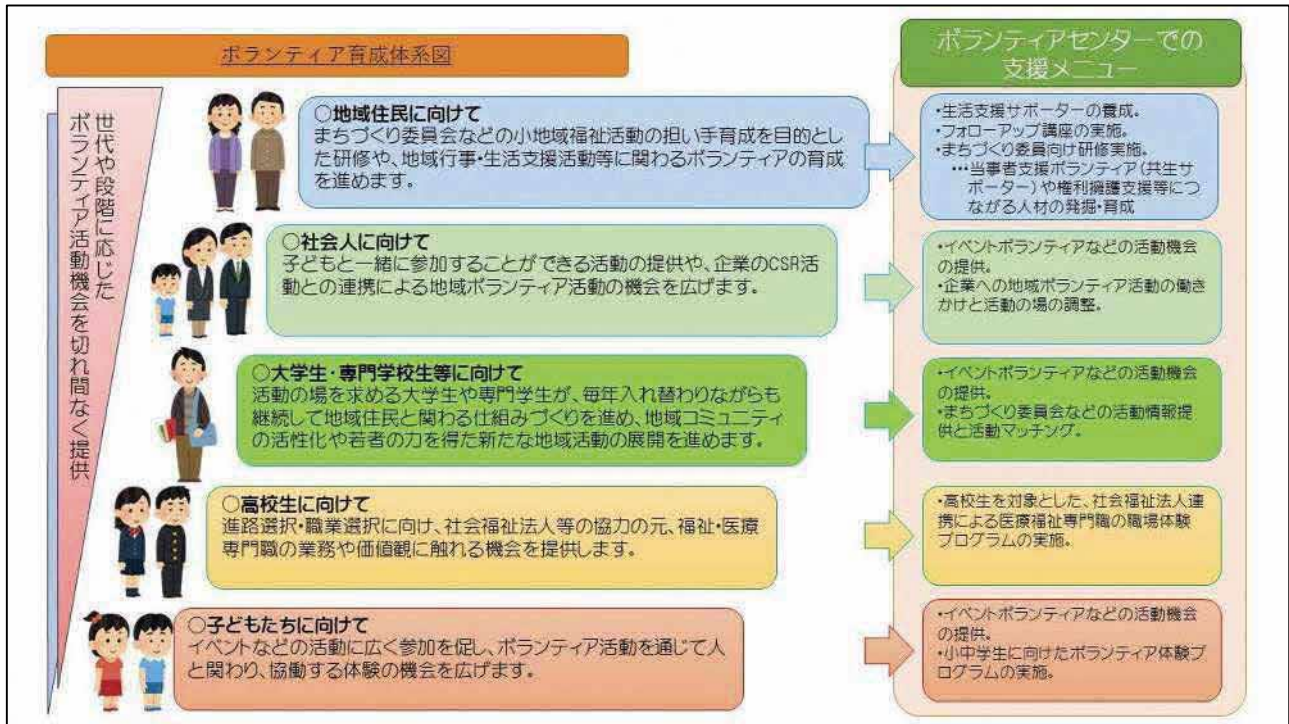 ボランティア育成体系図
ボランティアセンターでの
支援メニュー
世代や段階に応じた
ボランティア活動機会を切れ間なく提供
○地域住民に向けて
まちづくり委員会などの小地域福祉活動の担い手育成を目的とし
た研修や、地域行事・生活支援活動等に関わるボランティアの育成
を進めます。
・生活支援サポーターの養成。
・フォローアップ講座の実施。
・まちづくり委員向け研修実施。
・・・当事者支援ボランティア(共生サ
ポーター)や権利擁護支援等につ
ながる人材の発掘・育成
○社会人に向けて
子どもと一緒に参加することができる活動の提供や、企業のCSR活
動との連携による地域ボランティア活動の機会を広げます。
・イベントボランティアなどの活動機会
の提供。
・企業への地域ボランティア活動の働き
かけと活動の場の調整。
○大学生・専門学校生等に向けて
活動の場を求める大学生や専門学生が、毎年入れ替わりながらも
継続して地域住民と関わる仕組みづくりを進め、地域コミュニティ
の活性化や若者の力を得た新たな地域活動の展開を進めます。
・イベントボランティアなどの活動機会
の提供。
・まちづくり委員会などの活動情報提
供と活動マッチング。
○高校生に向けて
進路選択・職業選択に向け、社会福祉法人等の協力の元、福祉・医療
専門職の業務や価値観に触れる機会を提供します。
・高校生を対象とした、社会福祉法人連
携による医療福祉専門職の職場体験
プログラムの実施。
○子どもたちに向けて
イベントなどの活動に広く参加を促し、ボランティア活動を通じて人
と関わり、協働する体験の機会を広げます。
・イベントボランティアなどの活動機会
の提供。
・小中学生に向けたボランティア体験プ
ログラムの実施。